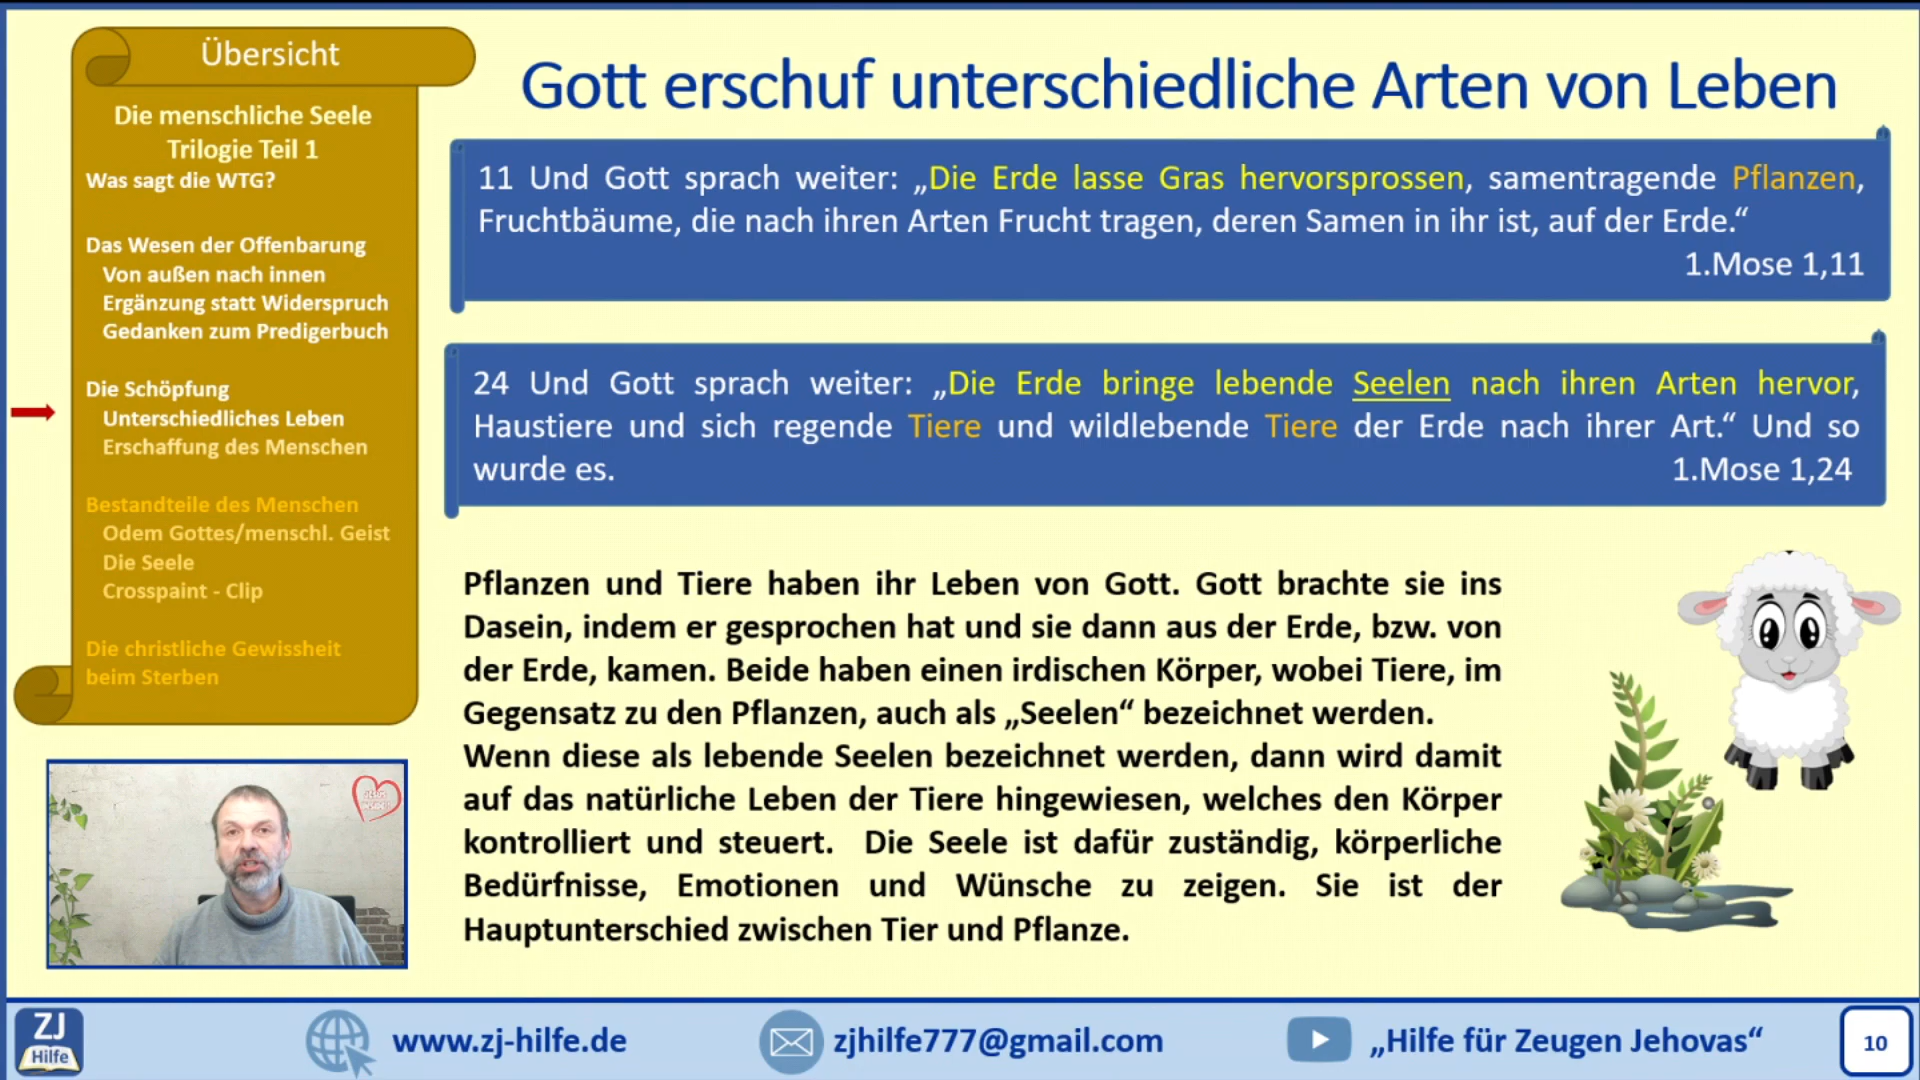 Übersicht
Die menschliche Seele
Trilogie Teil 1
Was sagt die WTG?
Das Wesen der Offenbarung
Von außen nach innen
Ergänzung statt Widerspruch
Gedanken zum Predigerbuch
Die Schöpfung
Unterschiedliches Leben
Erschaffung des Menschen
Bestandteile des Menschen
Odem Gottes/menschl. Geist
Die Seele
Crosspaint - Clip
Die christliche Gewissheit
beim Sterben
Gott erschuf unterschiedliche Arten von Leben
11 Und Gott sprach weiter: „Die Erde lasse Gras hervorsprossen, samentragende Pflanzen,
Fruchtbäume, die nach ihren Arten Frucht tragen, deren Samen in ihr ist, auf der Erde.“
1.Mose 1,11
24 Und Gott sprach weiter: „Die Erde bringe lebende Seelen nach ihren Arten hervor,
Haustiere und sich regende Tiere und wildlebende Tiere der Erde nach ihrer Art.“ Und so
wurde es. 1.Mose 1,24
Pflanzen und Tiere haben ihr Leben von Gott. Gott brachte sie ins
Dasein, indem er gesprochen hat und sie dann aus der Erde, bzw. von
der Erde, kamen. Beide haben einen irdischen Körper, wobei Tiere, im
Gegensatz zu den Pflanzen, auch als „Seelen“ bezeichnet werden.
Wenn diese als lebende Seelen bezeichnet werden, dann wird damit
auf das natürliche Leben der Tiere hingewiesen, welches den Körper
kontrolliert und steuert. Die Seele ist dafür zuständig, körperliche
Bedürfnisse, Emotionen und Wünsche zu zeigen. Sie ist der
Hauptunterschied zwischen Tier und Pflanze.
ZJ
Hilfe
www.zj-hilfe.de
zjhilfe777@gmail.com
„Hilfe für Zeugen Jehovas“
10